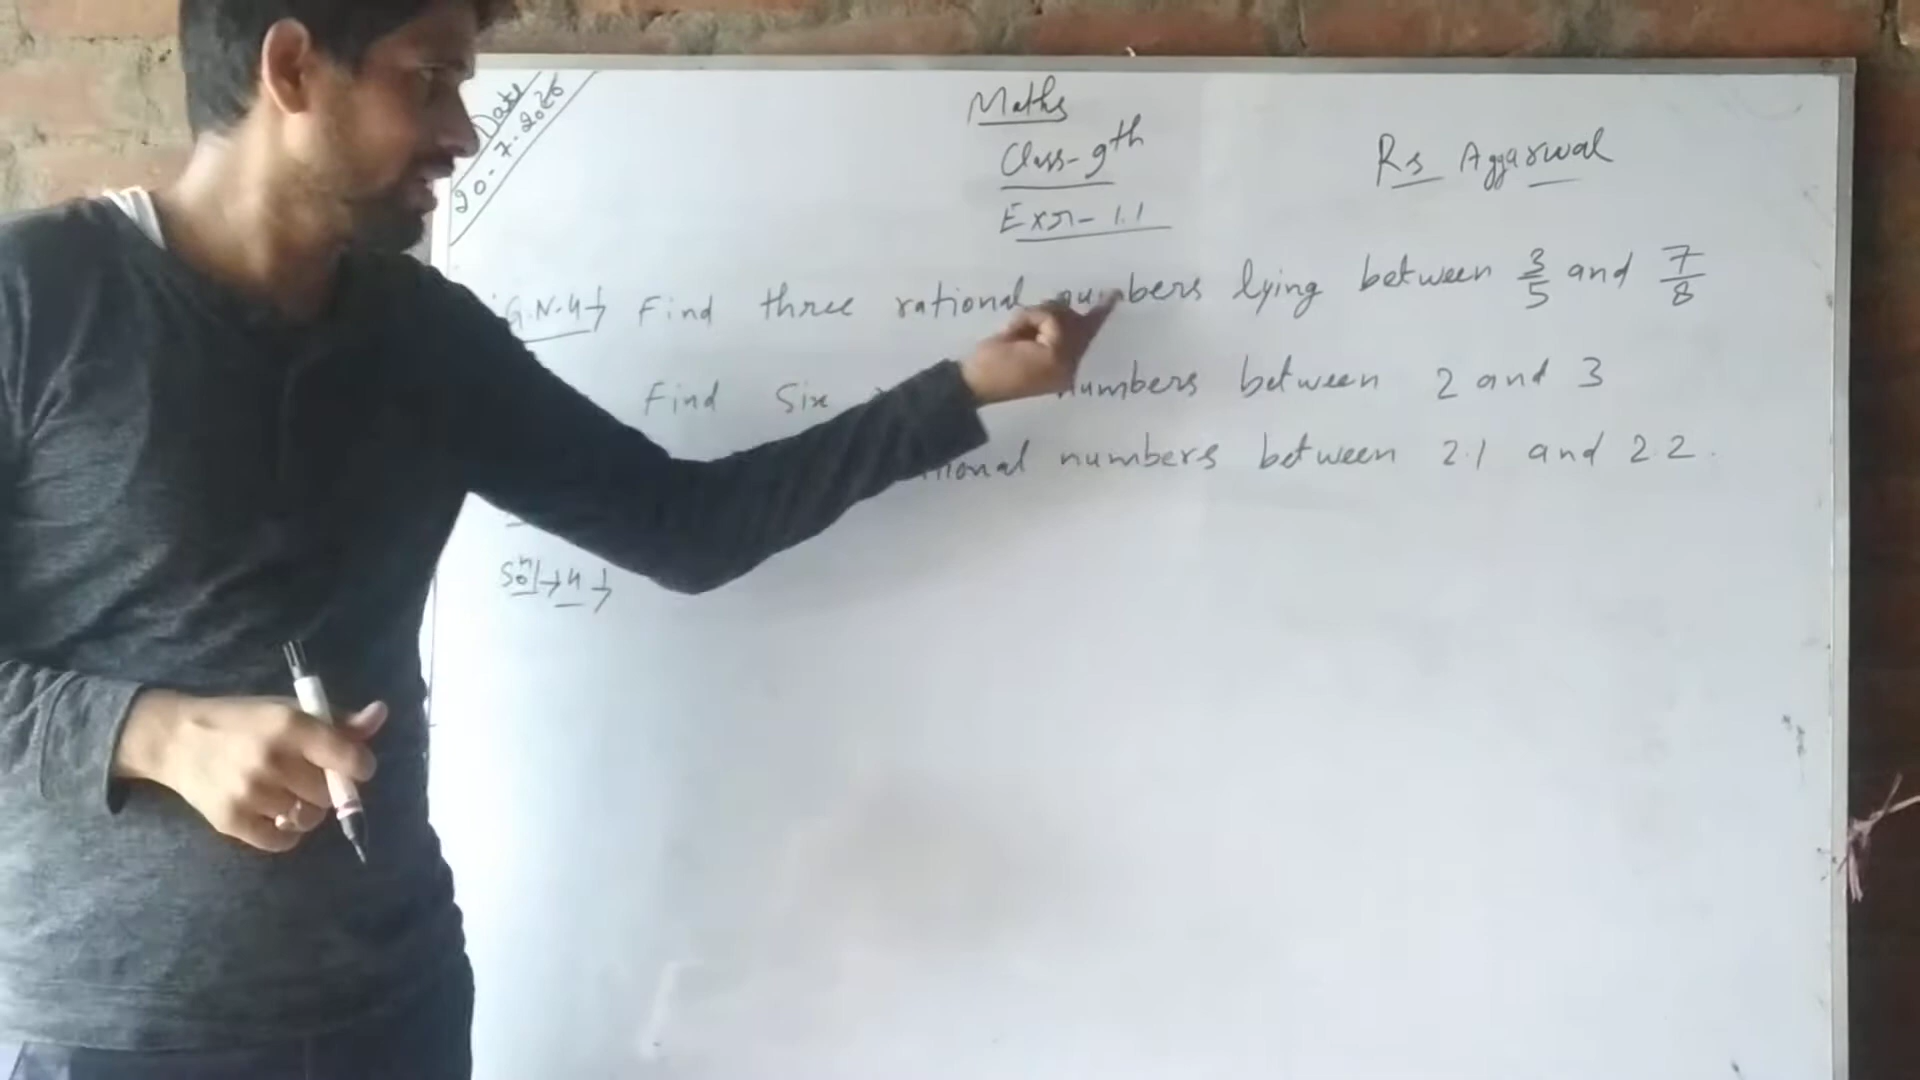 Date
20-7-2020
Maths
Class-9th
Rs Aggarwal
Exr-1.1
Q.N.4→ Find three rational numbers lying between 3/5 and 7/8
Find Six numbers between 2 and 3
numbers between 2.1 and 2.2.
Solⁿ→4→